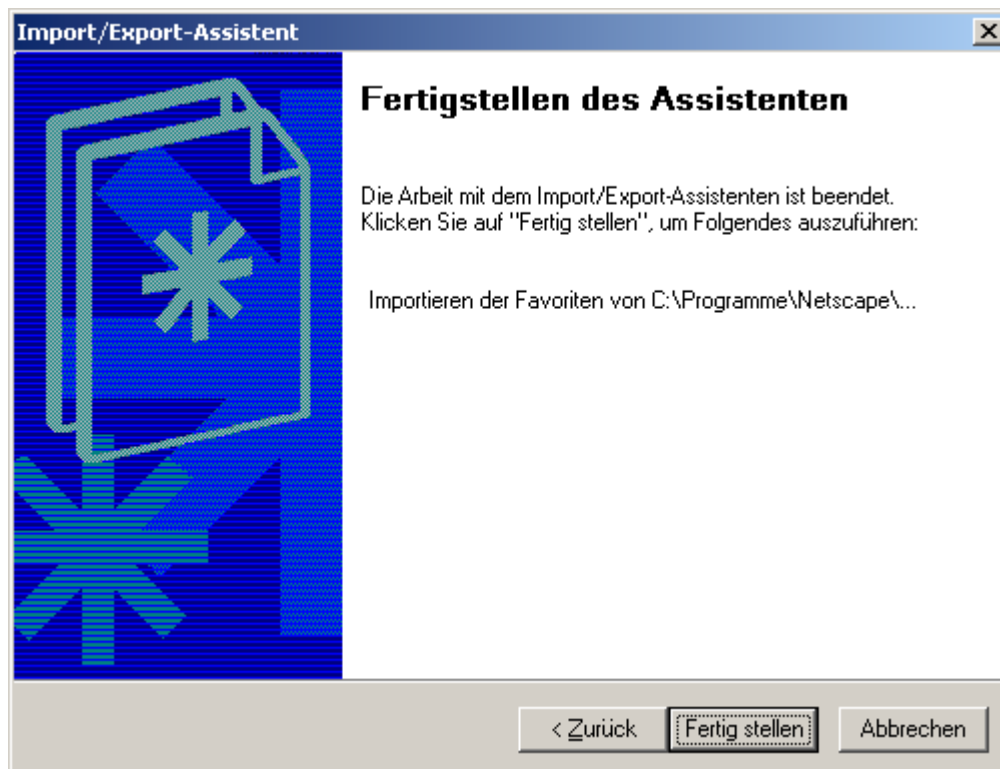 Import/Export-Assistent
Fertigstellen des Assistenten
Die Arbeit mit dem Import/Export-Assistenten ist beendet.
Klicken Sie auf "Fertig stellen", um Folgendes auszuführen:
Importieren der Favoriten von C:\Programme\Netscape\...
< Zurück
Fertig stellen
Abbrechen